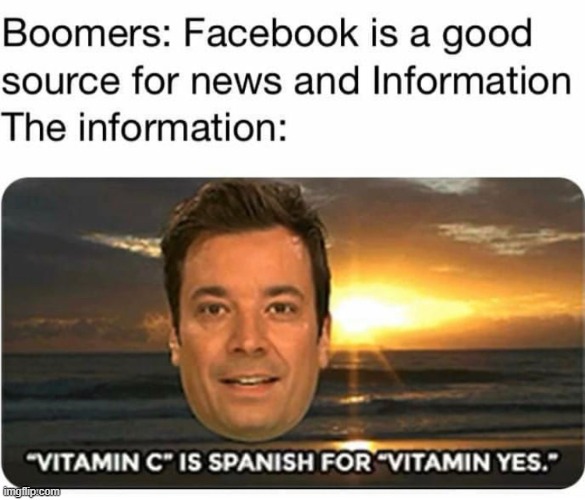 Boomers: Facebook is a good
source for news and Information
The information:
"VITAMIN C" IS SPANISH FOR "VITAMIN YES."
imgflip.com